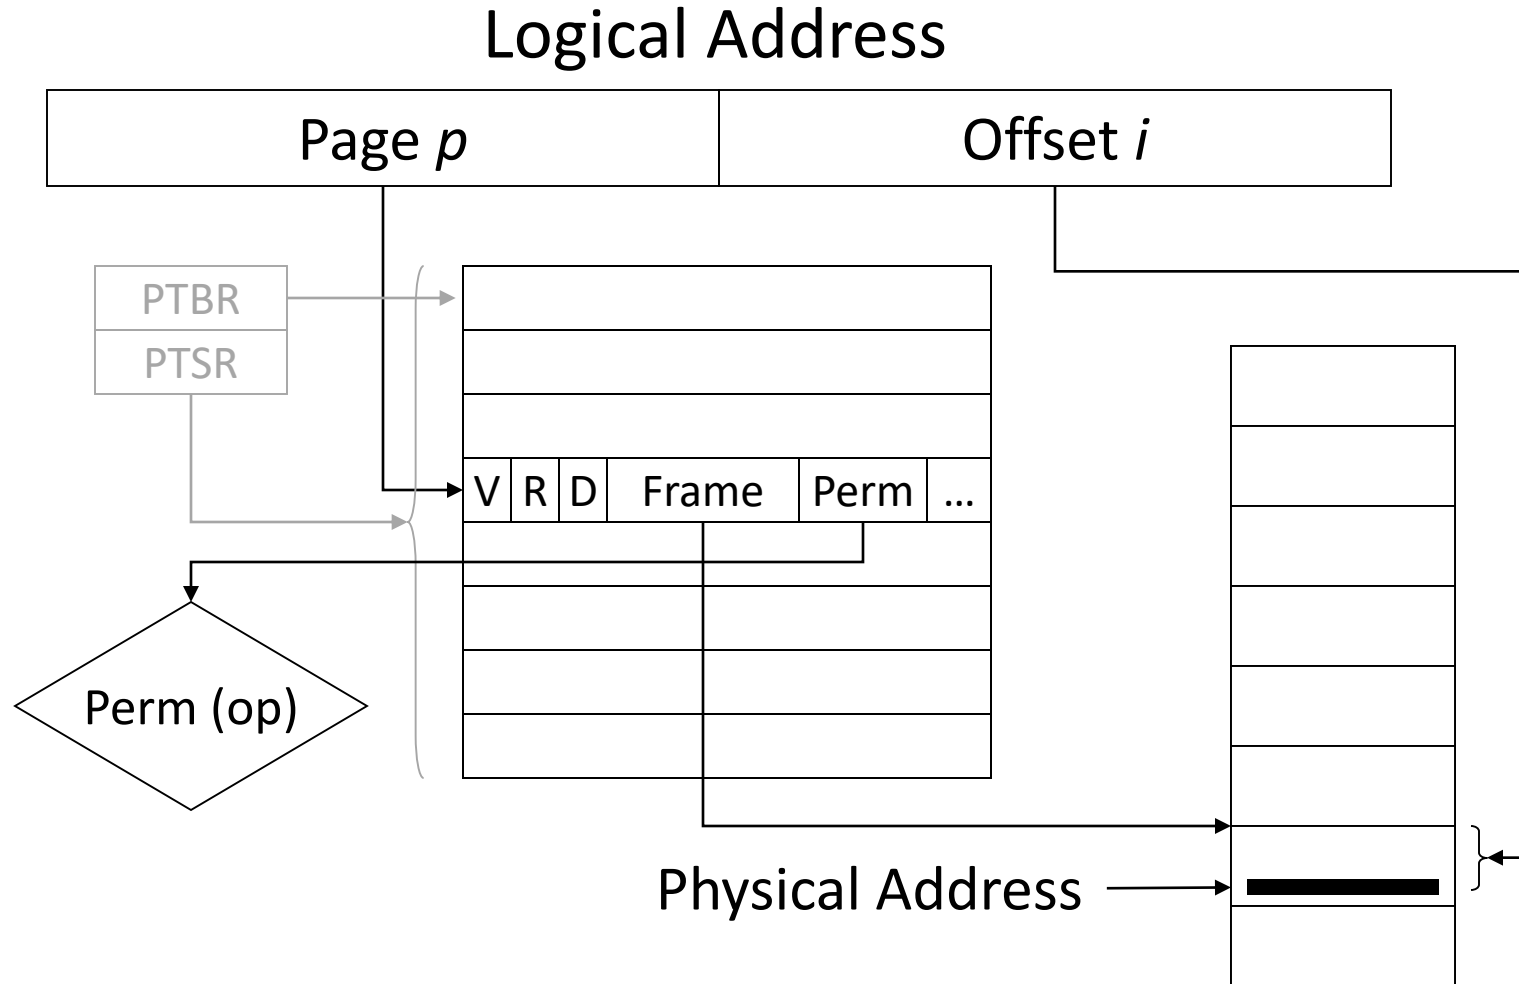 Logical Address
Page p
Offset i
PTBR
PTSR
V R D Frame Perm ...
Perm (op)
Physical Address